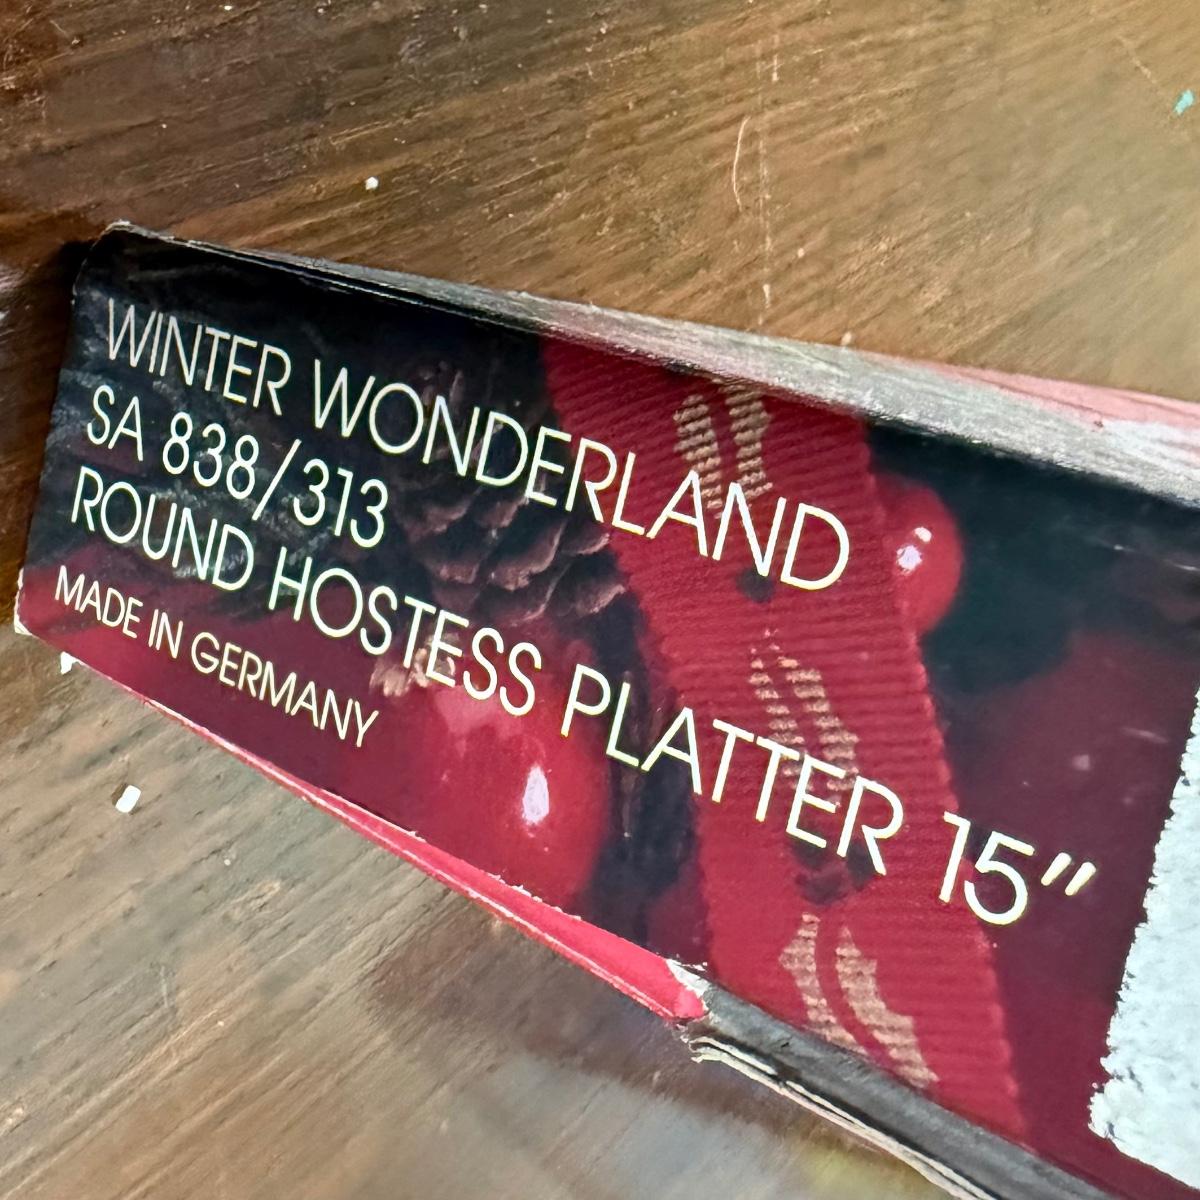 WINTER WONDERLAND
SA 838/313
ROUND HOSTESS PLATTER 15"
MADE IN GERMANY